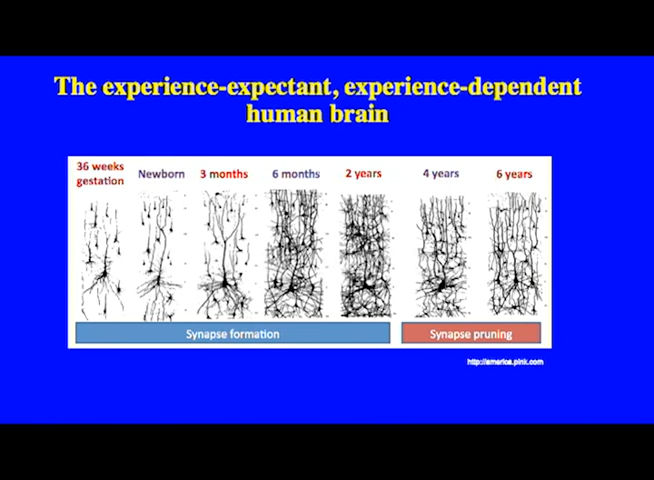 The experience-expectant, experience-dependent
human brain
36 weeks
gestation
Newborn
3 months
6 months
2 years
4 years
6 years
Synapse formation
Synapse pruning
http://america.pink.com